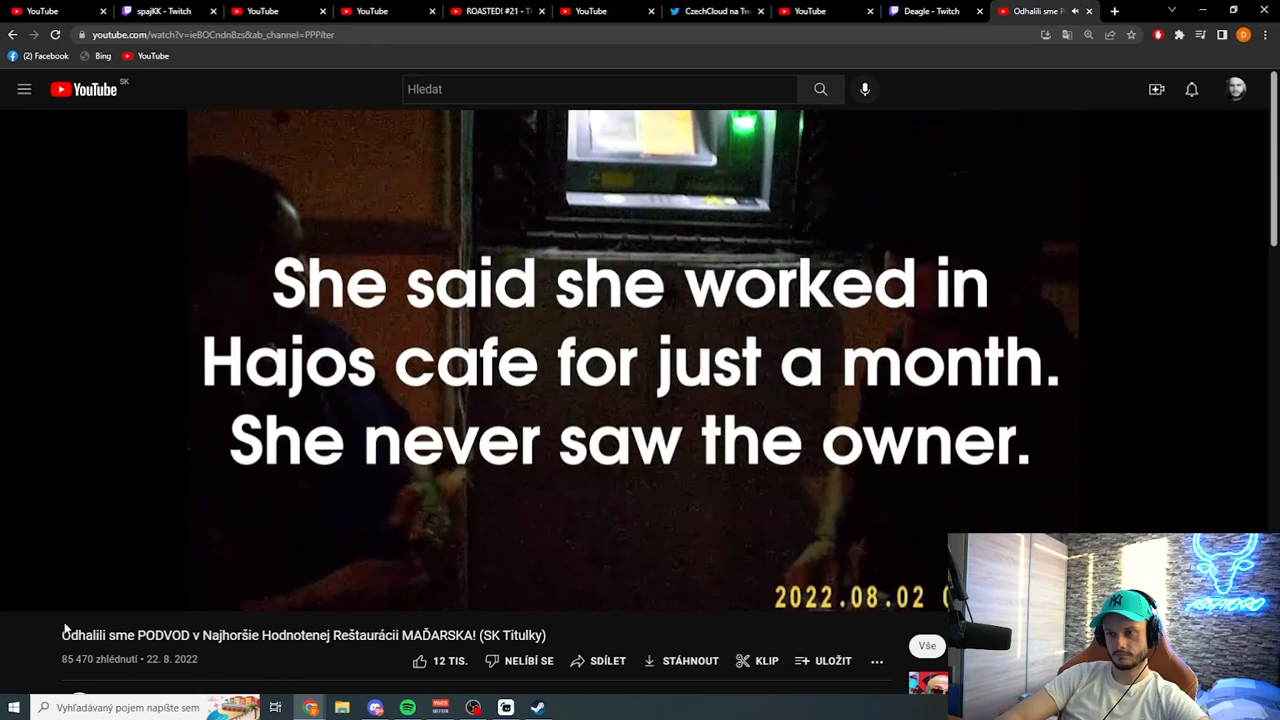 YouTube
spajKK - Twitch
YouTube
YouTube
ROASTED! #21 - T
YouTube
CzechCloud na Tw
YouTube
Deagle - Twitch
Odhalili sme P
youtube.com/watch?v=ieBOCndnBzs&ab_channel=PPPiter
D
(2) Facebook
Bing
YouTube
YouTube SK
Hledat
She said she worked in
Hajos cafe for just a month.
She never saw the owner.
2022.08.02
Odhalili sme PODVOD v Najhoršie Hodnotenej Reštaurácii MAĎARSKA! (SK Titulky)
85 470 zhlédnutí • 22. 8. 2022
12 TIS.
NELÍBÍ SE
SDÍLET
STÁHNOUT
KLIP
ULOŽIT
Vše
Vyhľadávaný pojem napíšte sem